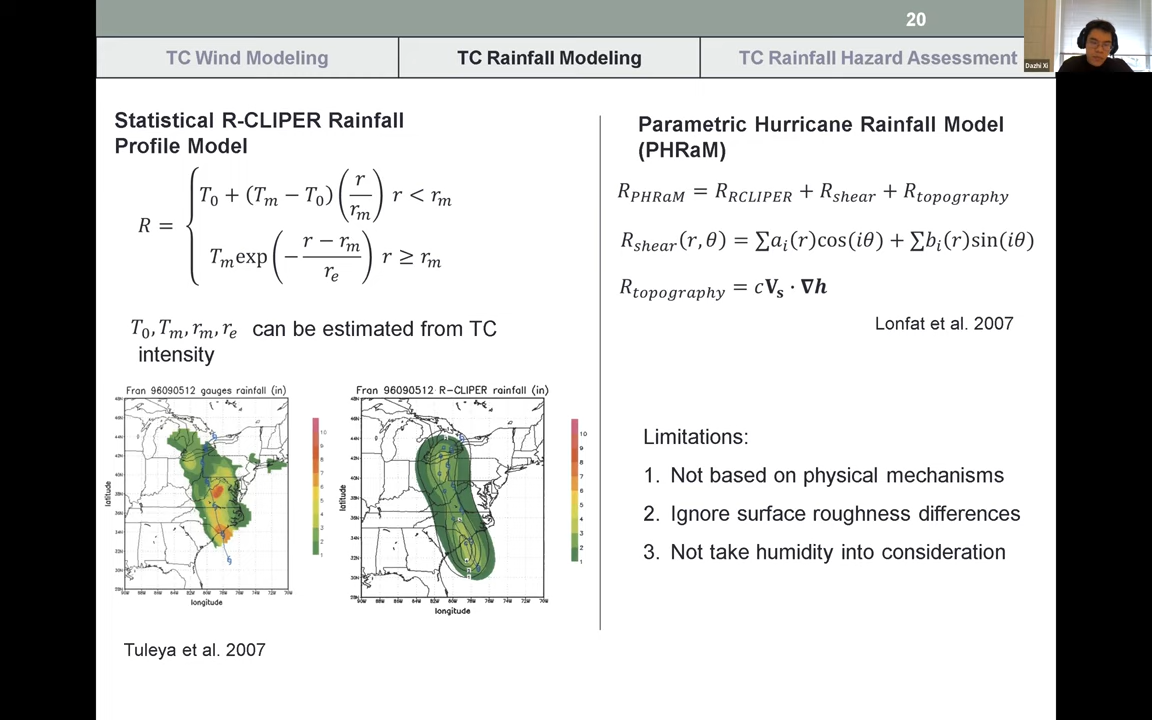 20
TC Wind Modeling
TC Rainfall Modeling
TC Rainfall Hazard Assessment
Dazhi Xi
Statistical R-CLIPER Rainfall
Profile Model
R = { T₀ + (Tₘ − T₀) (r/rₘ) r < rₘ
Tₘexp (− (r − rₘ)/rₑ) r ≥ rₘ
T₀, Tₘ, rₘ, rₑ can be estimated from TC
intensity
Fran 96090512 gauges rainfall (in)
latitude
longitude
Fran 96090512 R-CLIPER rainfall (in)
latitude
longitude
Tuleya et al. 2007
Parametric Hurricane Rainfall Model
(PHRaM)
R_PHRaM = R_RCLIPER + R_shear + R_topography
R_shear(r, θ) = ∑aᵢ(r)cos(iθ) + ∑bᵢ(r)sin(iθ)
R_topography = cVₛ · ∇h
Lonfat et al. 2007
Limitations:
1. Not based on physical mechanisms
2. Ignore surface roughness differences
3. Not take humidity into consideration